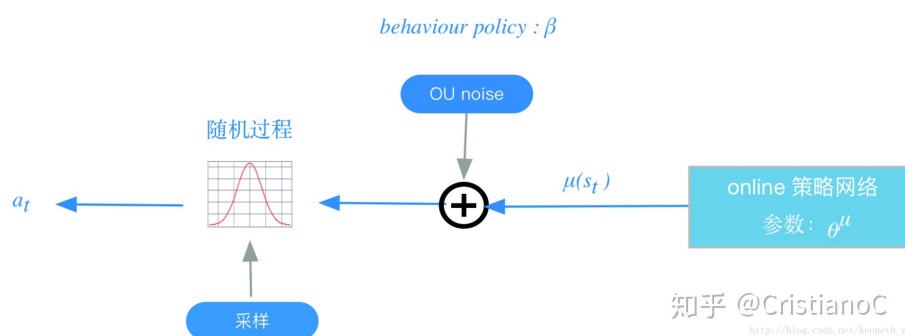 behaviour policy : β
OU noise
随机过程
μ(s_t)
online 策略网络
参数： θ^μ
a_t
采样
知乎 @CristianoC
http://blog.csdn.net/kenneth_y